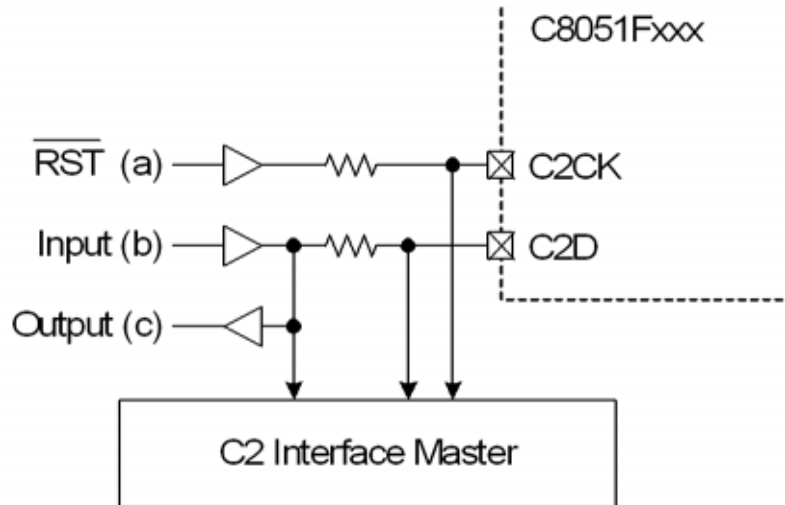 C8051Fxxx
RST (a)
C2CK
Input (b)
C2D
Output (c)
C2 Interface Master